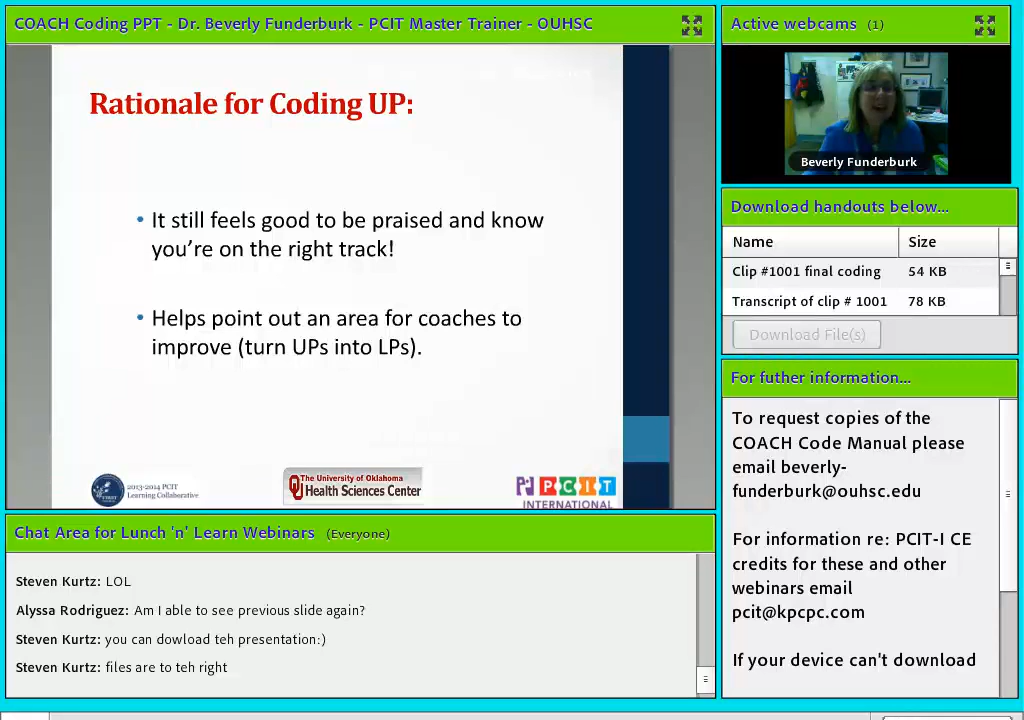 COACH Coding PPT - Dr. Beverly Funderburk - PCIT Master Trainer - OUHSC
Rationale for Coding UP:
• It still feels good to be praised and know
you're on the right track!
• Helps point out an area for coaches to
improve (turn UPs into LPs).
2013-2014 PCIT
Learning Collaborative
The University of Oklahoma
Health Sciences Center
PCIT
INTERNATIONAL
Chat Area for Lunch 'n' Learn Webinars (Everyone)
Steven Kurtz: LOL
Alyssa Rodriguez: Am I able to see previous slide again?
Steven Kurtz: you can dowload teh presentation:)
Steven Kurtz: files are to teh right
Active webcams (1)
Beverly Funderburk
Download handouts below...
Name Size
Clip #1001 final coding 54 KB
Transcript of clip # 1001 78 KB
Download File(s)
For futher information...
To request copies of the
COACH Code Manual please
email beverly-
funderburk@ouhsc.edu
For information re: PCIT-I CE
credits for these and other
webinars email
pcit@kpcpc.com
If your device can't download